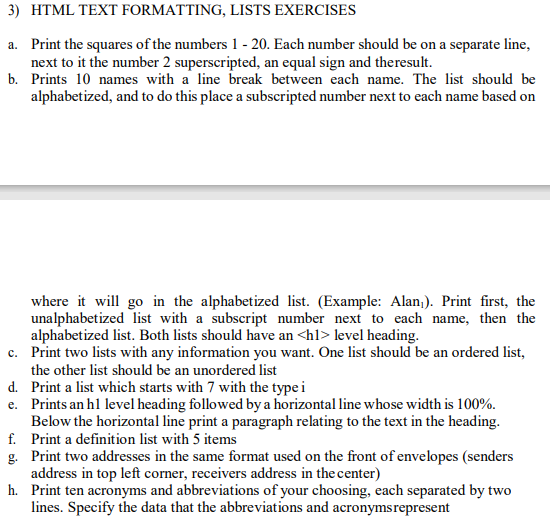 3) HTML TEXT FORMATTING, LISTS EXERCISES
a. Print the squares of the numbers 1 - 20. Each number should be on a separate line,
next to it the number 2 superscripted, an equal sign and theresult.
b. Prints 10 names with a line break between each name. The list should be
alphabetized, and to do this place a subscripted number next to each name based on
where it will go in the alphabetized list. (Example: Alan₁). Print first, the
unalphabetized list with a subscript number next to each name, then the
alphabetized list. Both lists should have an <h1> level heading.
c. Print two lists with any information you want. One list should be an ordered list,
the other list should be an unordered list
d. Print a list which starts with 7 with the type i
e. Prints an h1 level heading followed by a horizontal line whose width is 100%.
Below the horizontal line print a paragraph relating to the text in the heading.
f. Print a definition list with 5 items
g. Print two addresses in the same format used on the front of envelopes (senders
address in top left corner, receivers address in the center)
h. Print ten acronyms and abbreviations of your choosing, each separated by two
lines. Specify the data that the abbreviations and acronymsrepresent